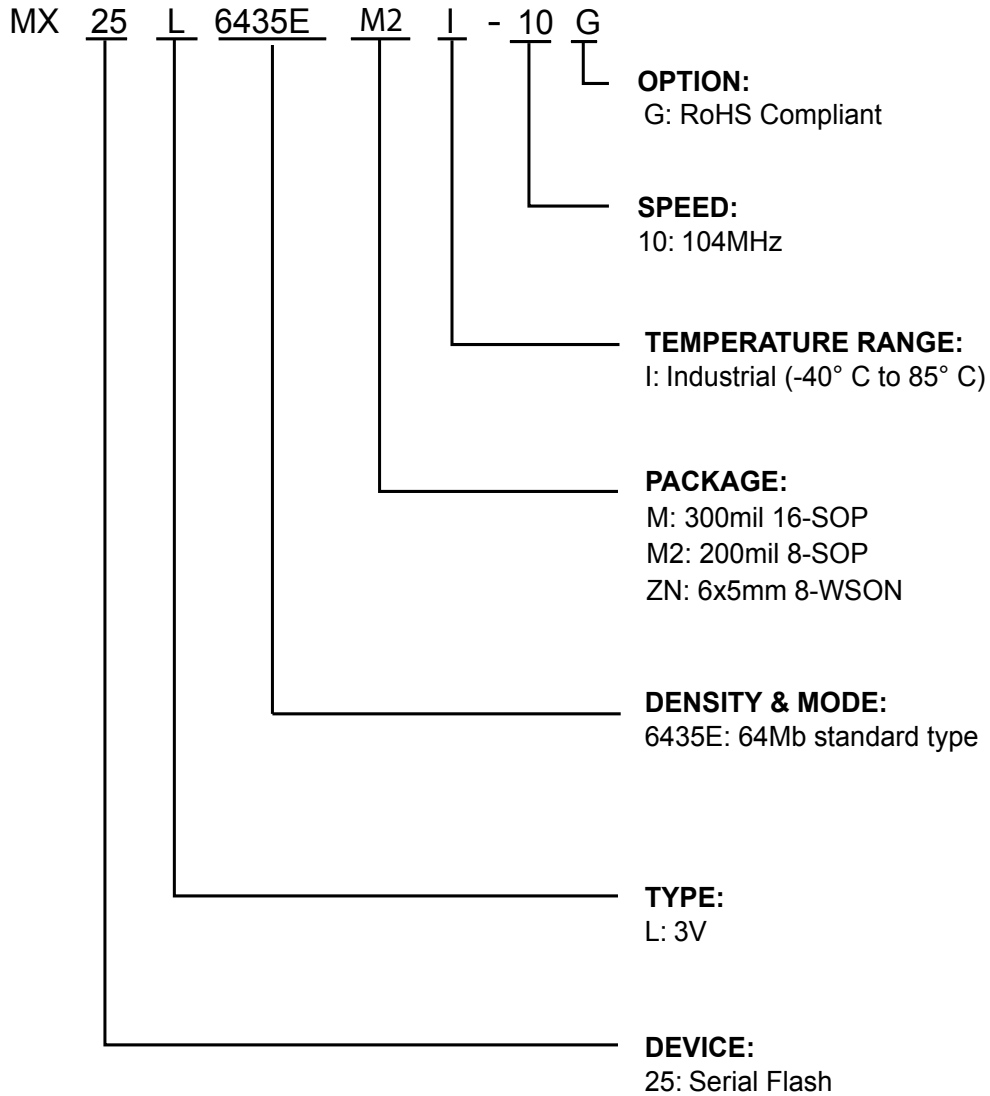 MX 25 L 6435E M2 I - 10 G
OPTION:
G: RoHS Compliant
SPEED:
10: 104MHz
TEMPERATURE RANGE:
I: Industrial (-40° C to 85° C)
PACKAGE:
M: 300mil 16-SOP
M2: 200mil 8-SOP
ZN: 6x5mm 8-WSON
DENSITY & MODE:
6435E: 64Mb standard type
TYPE:
L: 3V
DEVICE:
25: Serial Flash